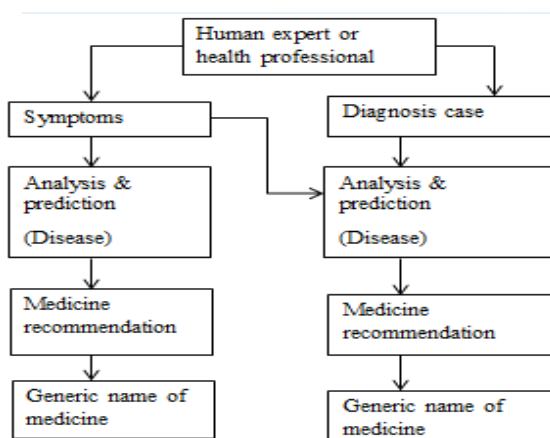 Human expert or
health professional
Symptoms
Diagnosis case
Analysis &
prediction
(Disease)
Analysis &
prediction
(Disease)
Medicine
recommendation
Medicine
recommendation
Generic name of
medicine
Generic name of
medicine